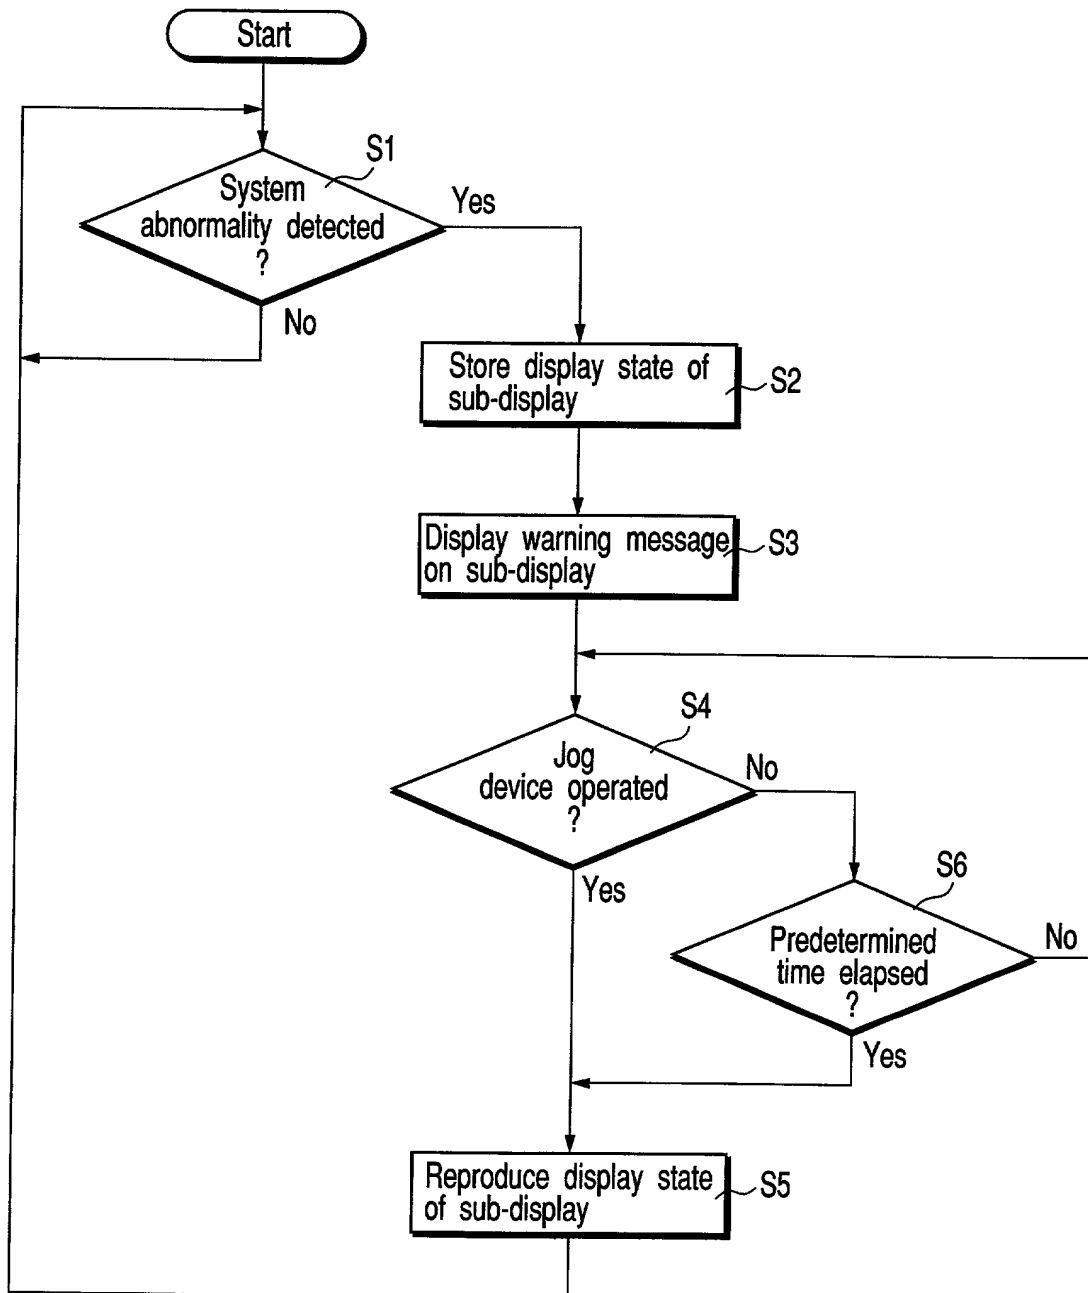 Start
S1
System
abnormality detected
?
Yes
No
Store display state of
sub-display
S2
Display warning message
on sub-display
S3
S4
Jog
device operated
?
No
Yes
S6
Predetermined
time elapsed
?
No
Yes
Reproduce display state
of sub-display
S5